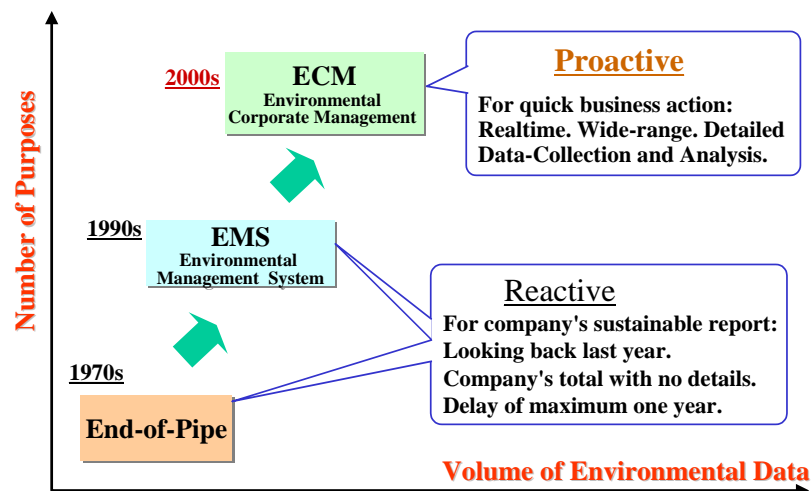 Number of Purposes
2000s
ECM
Environmental
Corporate Management
Proactive
For quick business action:
Realtime. Wide-range. Detailed
Data-Collection and Analysis.
1990s
EMS
Environmental
Management System
Reactive
For company's sustainable report:
Looking back last year.
Company's total with no details.
Delay of maximum one year.
1970s
End-of-Pipe
Volume of Environmental Data